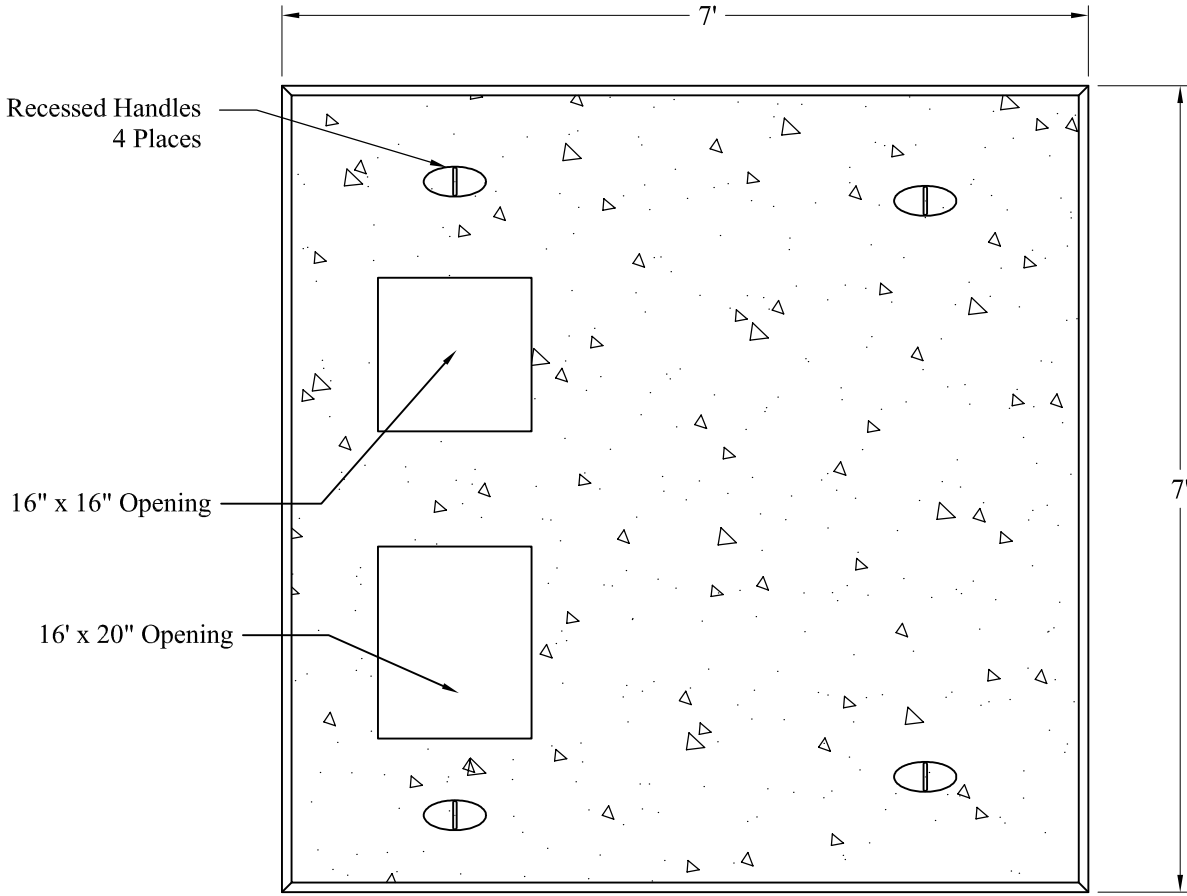 7'
Recessed Handles
4 Places
16" x 16" Opening
7'
16' x 20" Opening